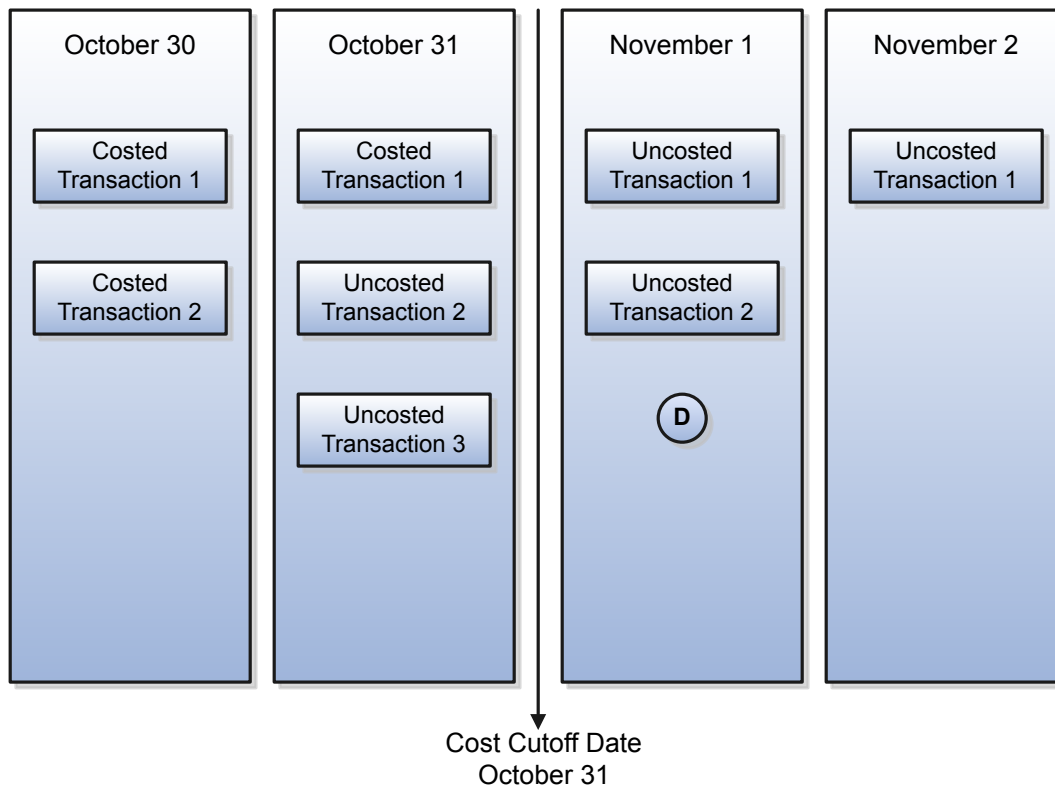 October 30
October 31
November 1
November 2
Costed
Transaction 1
Costed
Transaction 1
Uncosted
Transaction 1
Uncosted
Transaction 1
Costed
Transaction 2
Uncosted
Transaction 2
Uncosted
Transaction 2
Uncosted
Transaction 3
D
Cost Cutoff Date
October 31